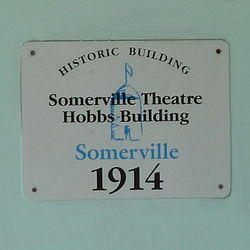 HISTORIC BUILDING
Somerville Theatre
Hobbs Building
Somerville
1914